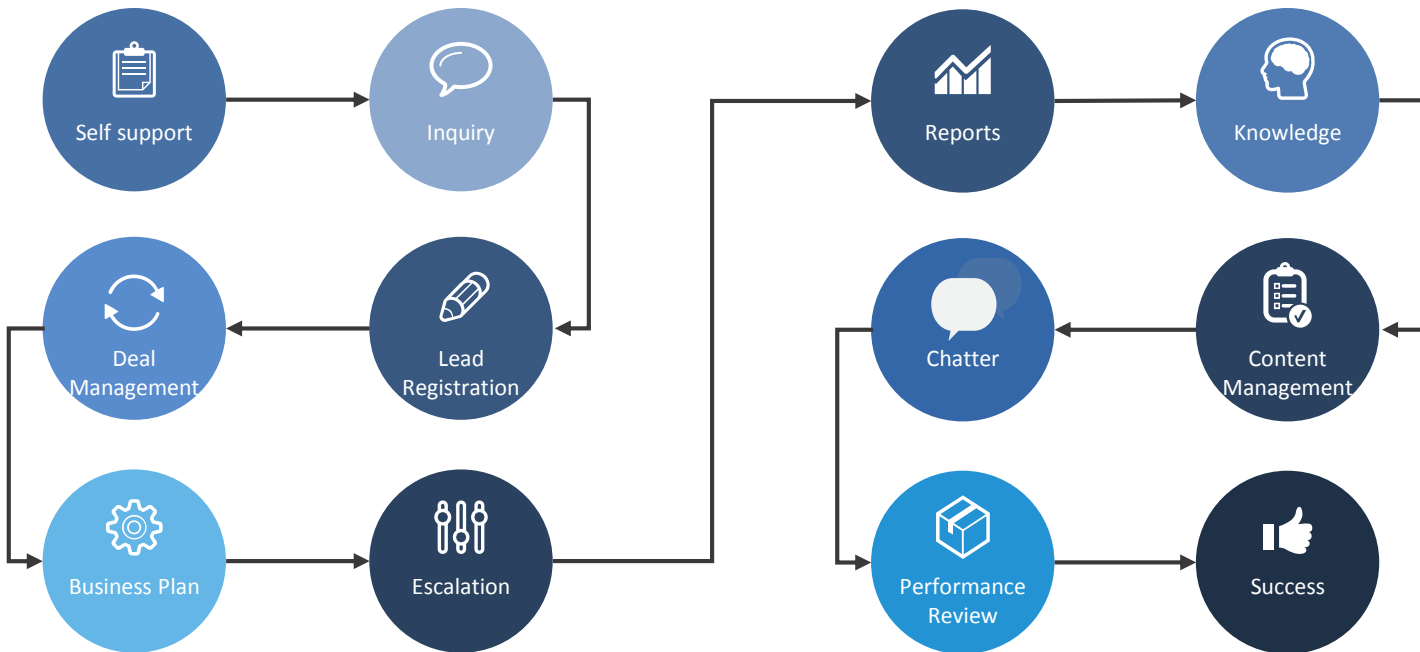 Self support
Inquiry
Lead
Registration
Deal
Management
Business Plan
Escalation
Reports
Knowledge
Content
Management
Chatter
Performance
Review
Success